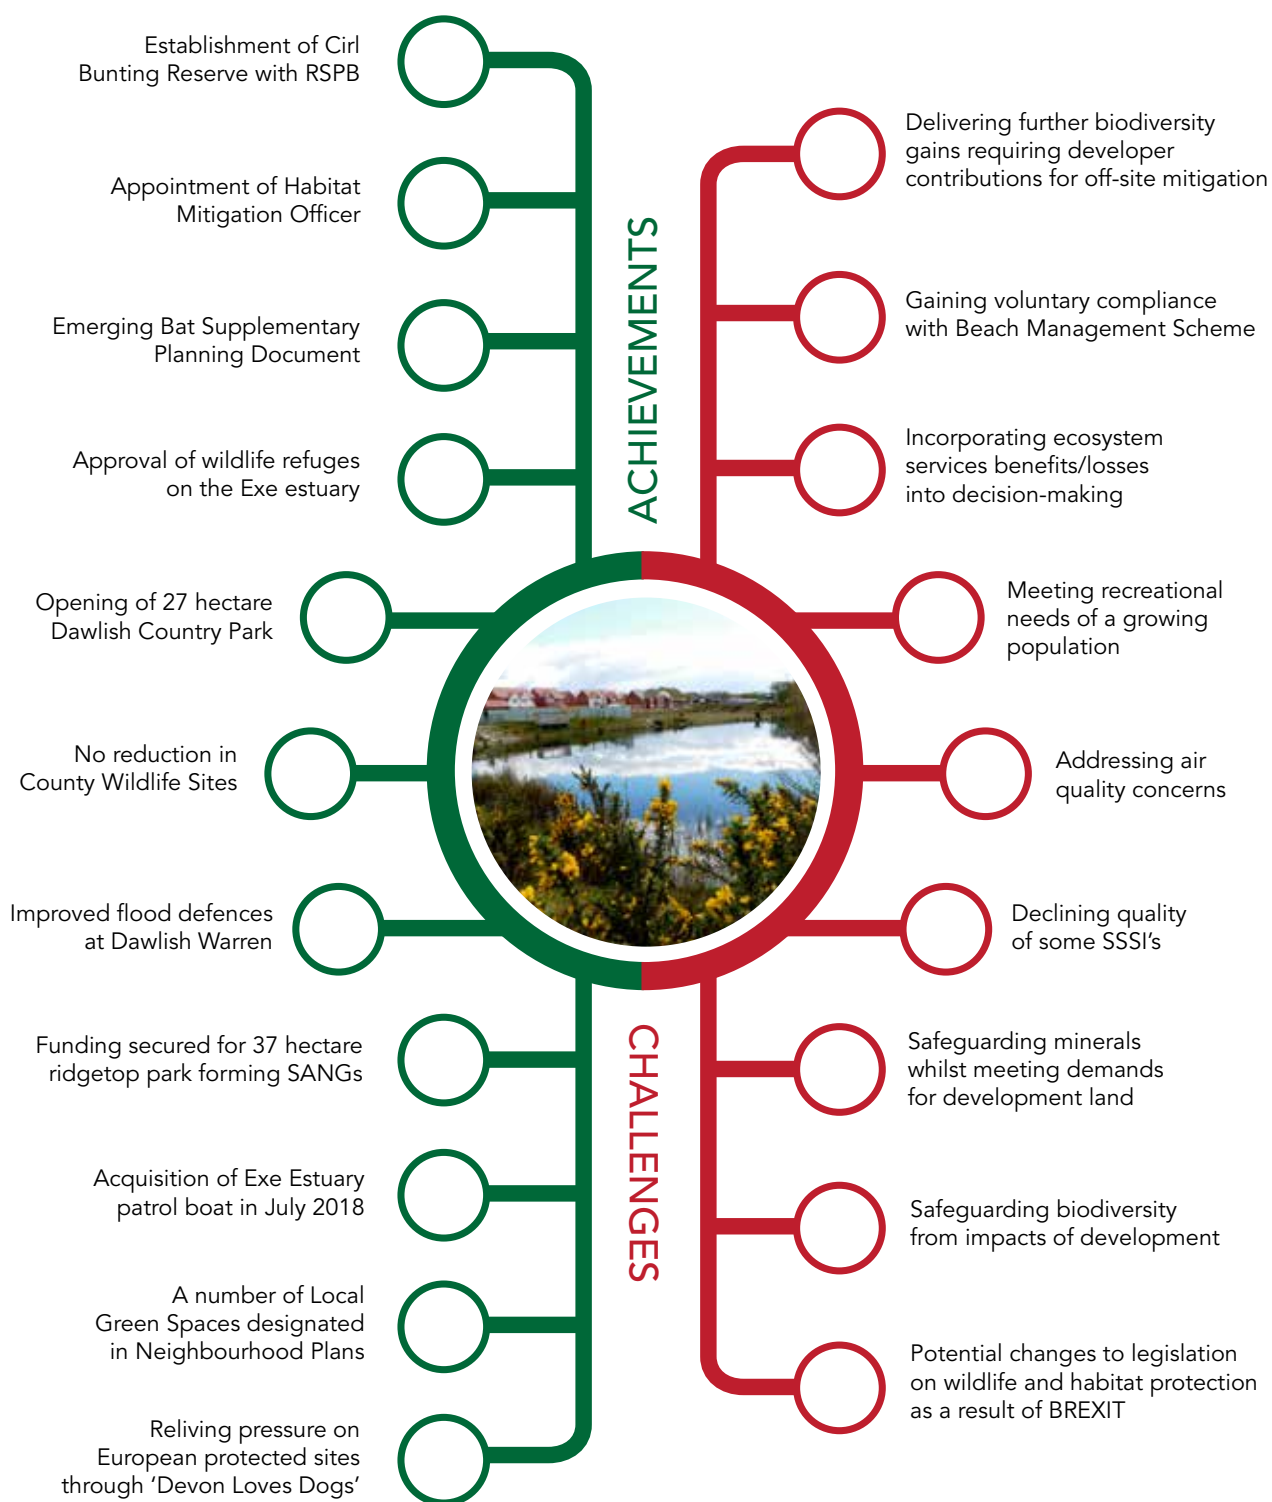 Establishment of Cirl
Bunting Reserve with RSPB
Appointment of Habitat
Mitigation Officer
Emerging Bat Supplementary
Planning Document
Approval of wildlife refuges
on the Exe estuary
Opening of 27 hectare
Dawlish Country Park
No reduction in
County Wildlife Sites
Improved flood defences
at Dawlish Warren
Funding secured for 37 hectare
ridgetop park forming SANGs
Acquisition of Exe Estuary
patrol boat in July 2018
A number of Local
Green Spaces designated
in Neighbourhood Plans
Reliving pressure on
European protected sites
through 'Devon Loves Dogs'
ACHIEVEMENTS
CHALLENGES
Delivering further biodiversity
gains requiring developer
contributions for off-site mitigation
Gaining voluntary compliance
with Beach Management Scheme
Incorporating ecosystem
services benefits/losses
into decision-making
Meeting recreational
needs of a growing
population
Addressing air
quality concerns
Declining quality
of some SSSI's
Safeguarding minerals
whilst meeting demands
for development land
Safeguarding biodiversity
from impacts of development
Potential changes to legislation
on wildlife and habitat protection
as a result of BREXIT